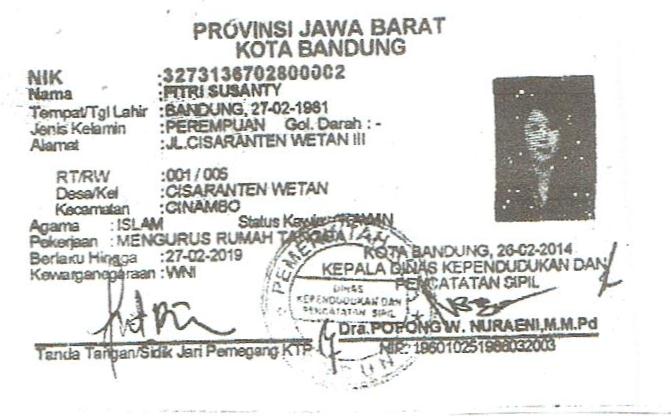 PROVINSI JAWA BARAT
KOTA BANDUNG
NIK :3273136702800002
Nama :FITRI SUSANTY
Tempat/Tgl Lahir :BANDUNG, 27-02-1981
Jenis Kelamin :PEREMPUAN Gol. Darah : -
Alamat :JL.CISARANTEN WETAN III
RT/RW :001 / 005
Desa/Kel :CISARANTEN WETAN
Kecamatan :CINAMBO
Agama : ISLAM Status Kawin : KAWIN
Pekerjaan : MENGURUS RUMAH TANGGA
Berlaku Hingga :27-02-2019
Kewarganegaraan : WNI
KOTA BANDUNG, 26-02-2014
KEPALA DINAS KEPENDUDUKAN DAN
PENCATATAN SIPIL
PEMERINTAH
DINAS
KEPENDUDUKAN DAN
PENCATATAN SIPIL
Dra.POPONG W. NURAENI,M.M.Pd
NIP. 196010251988032003
Tanda Tangan/Sidik Jari Pemegang KTP